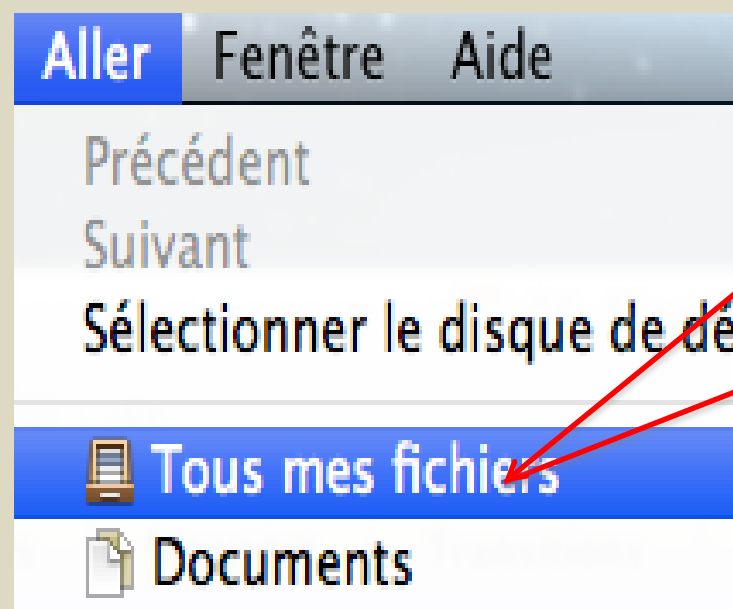 Aller Fenêtre Aide
Précédent
Suivant
Sélectionner le disque de dé
Tous mes fichiers
Documents